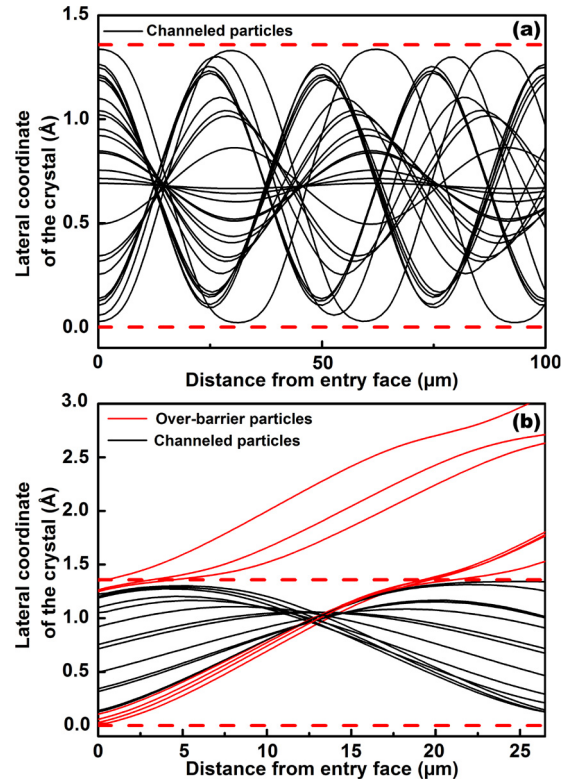 1.5
(a)
Channeled particles
1.0
0.5
0.0
Lateral coordinate
of the crystal (Å)
0
50
100
Distance from entry face (μm)
3.0
(b)
Over-barrier particles
Channeled particles
2.5
2.0
1.5
1.0
0.5
0.0
Lateral coordinate
of the crystal (Å)
0
5
10
15
20
25
Distance from entry face (μm)